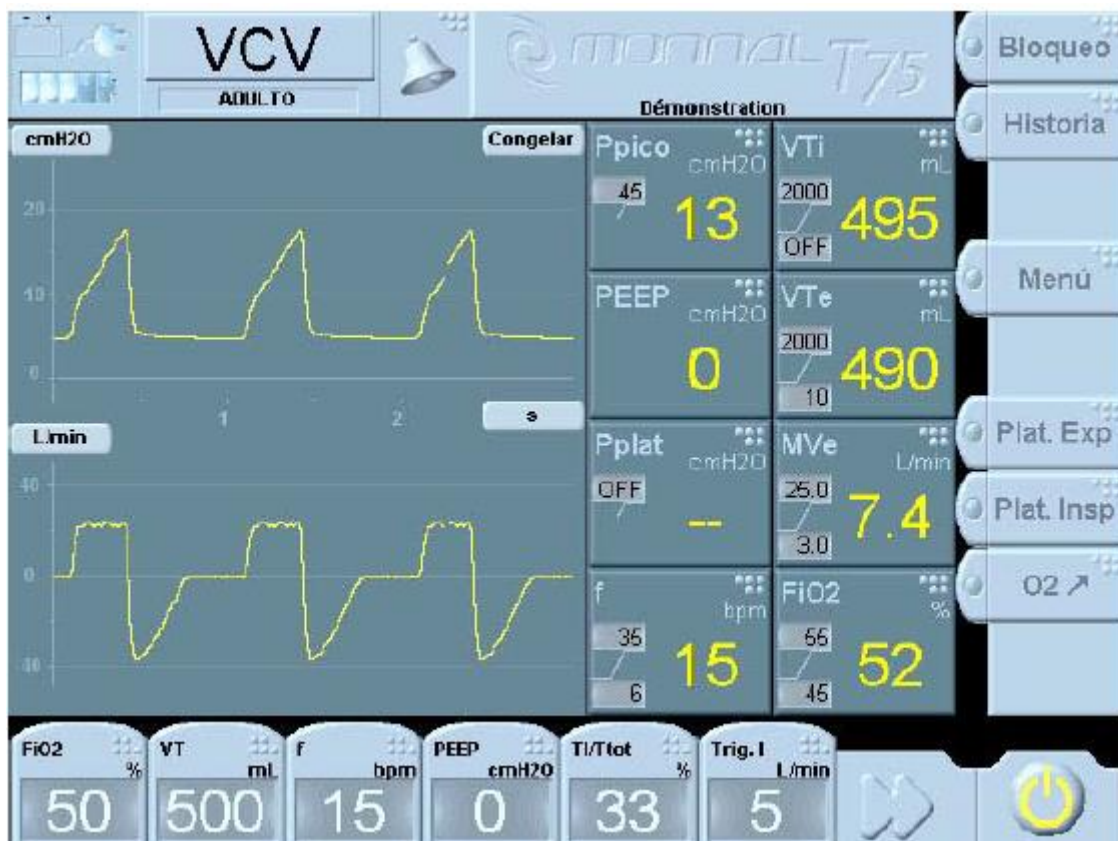 - +
VCV
ADULTO
monnal T75
Démonstration
Bloqueo
Historia
Menú
Plat. Exp
Plat. Insp
O2 ↗
cmH2O
Congelar
20
10
0
1
2
s
L/min
40
0
Ppico
cmH2O
45
13
VTi
mL
2000
495
OFF
PEEP
cmH2O
0
VTe
mL
2000
490
10
Pplat
cmH2O
OFF
--
MVe
L/min
25.0
7.4
3.0
f
bpm
35
15
6
FiO2
%
55
52
45
FiO2
%
50
VT
mL
500
f
bpm
15
PEEP
cmH2O
0
TI/Ttot
%
33
Trig. I
L/min
5